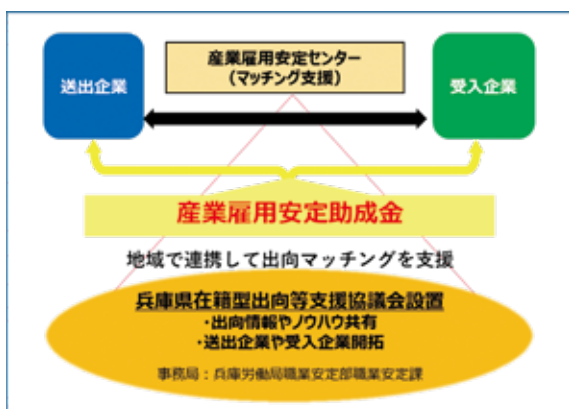 産業雇用安定センター
(マッチング支援)
送出企業
受入企業
産業雇用安定助成金
地域で連携して出向マッチングを支援
兵庫県在籍型出向等支援協議会設置
・出向情報やノウハウ共有
・送出企業や受入企業開拓
事務局：兵庫労働局職業安定部職業安定課